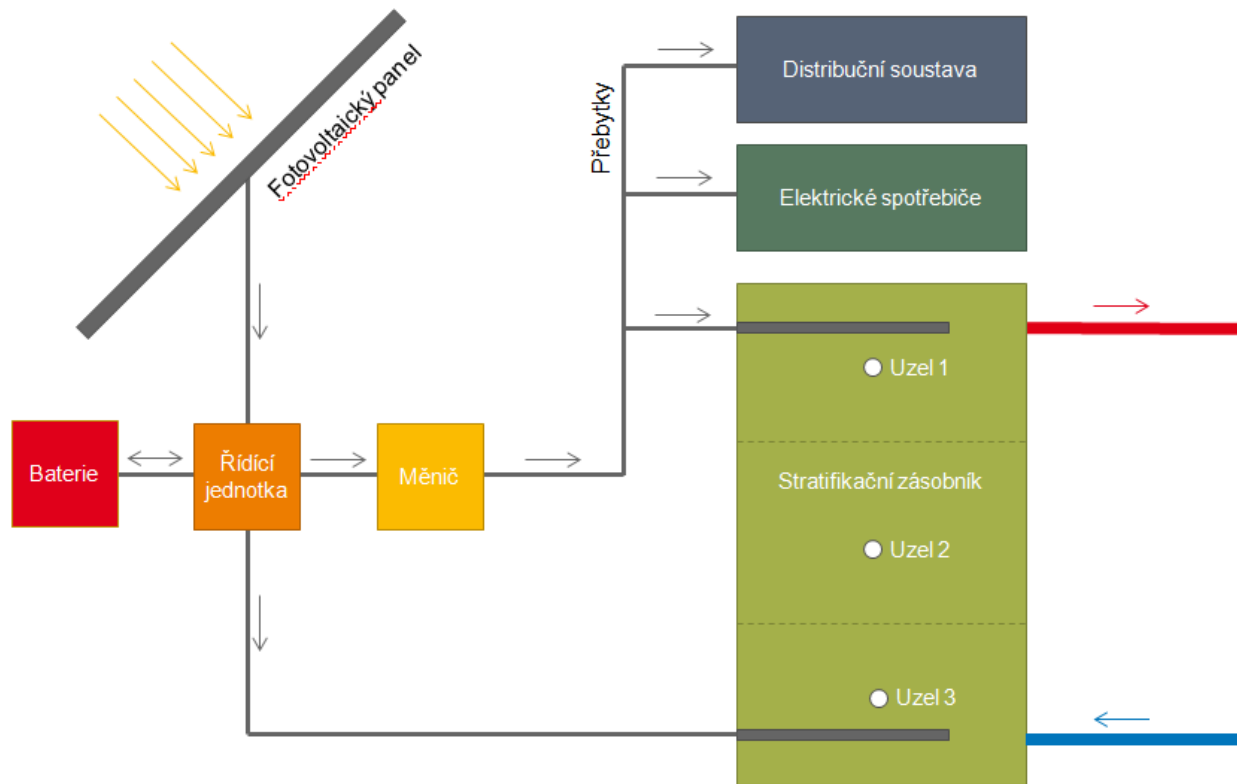 Fotovoltaický panel
Přebytky
Distribuční soustava
Elektrické spotřebiče
Uzel 1
Baterie
Řídící
jednotka
Měnič
Stratifikační zásobník
Uzel 2
Uzel 3